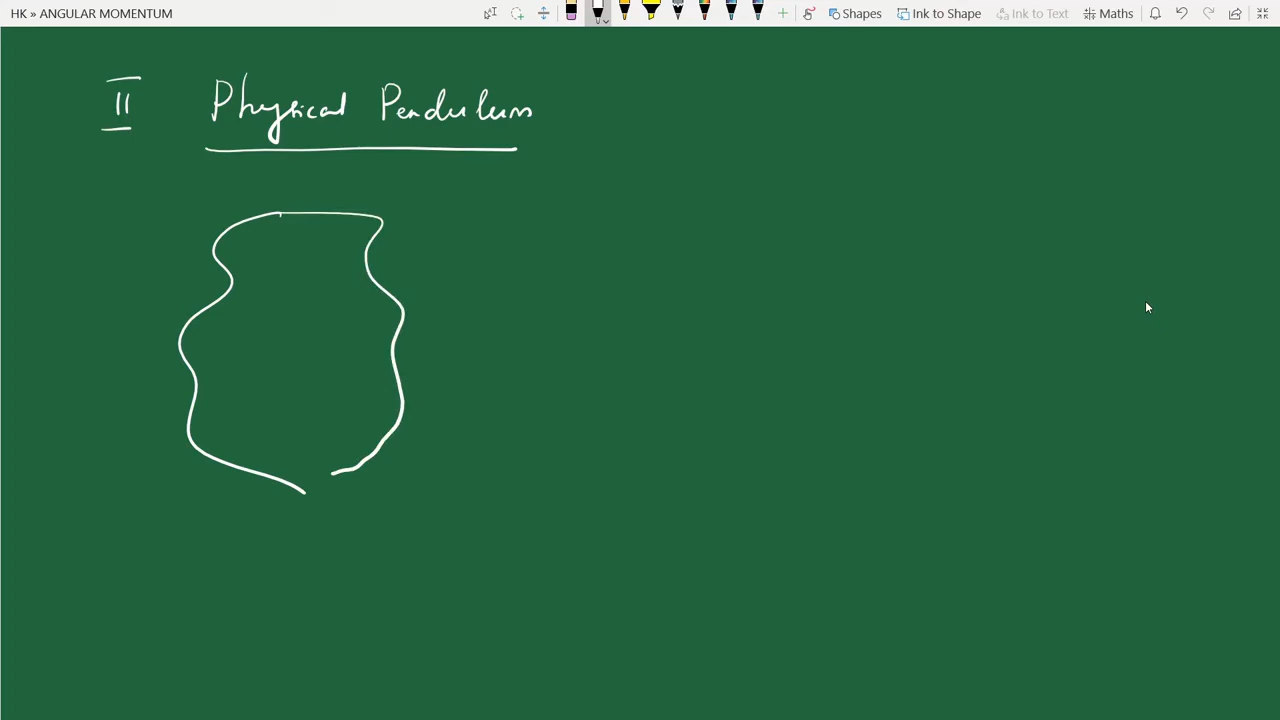 HK » ANGULAR MOMENTUM
Shapes Ink to Shape Ink to Text Maths
II Physical Pendulum